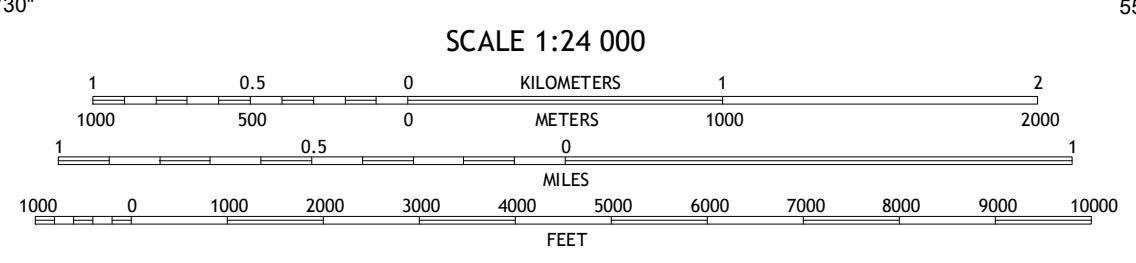 /30" 55
SCALE 1:24 000
1 0.5 0 KILOMETERS 1 2
1000 500 0 METERS 1000 2000
1 0.5 0 1
MILES
1000 0 1000 2000 3000 4000 5000 6000 7000 8000 9000 10000
FEET